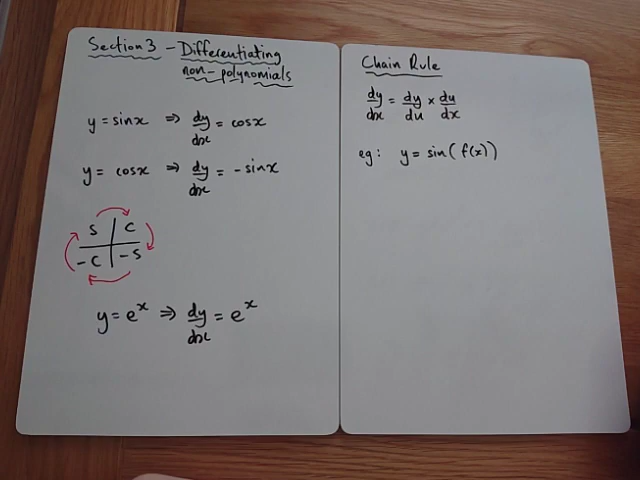 Section 3 - Differentiating
non-polynomials
y = sinx ⇒ dy/dx = cosx
y = cosx ⇒ dy/dx = -sinx
S | C
-C | -S
y = e^x ⇒ dy/dx = e^x
Chain Rule
dy/dx = dy/du × du/dx
eg: y = sin(f(x))